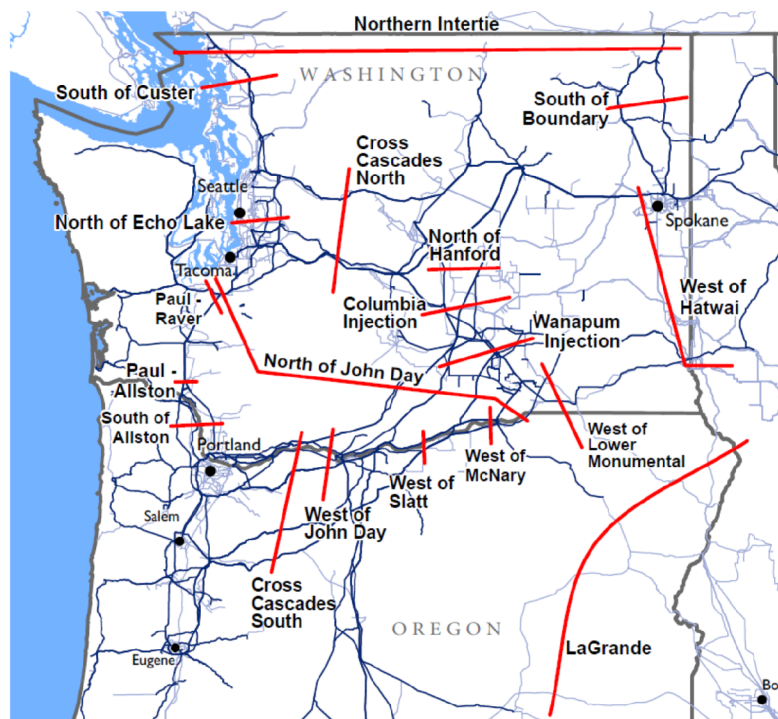 Northern Intertie
WASHINGTON
South of Custer
South of
Boundary
Cross
Cascades
North
Seattle
Spokane
North of Echo Lake
North of
Hanford
Tacoma
West of
Hatwai
Paul -
Raver
Columbia
Injection
Wanapum
Injection
North of John Day
Paul -
Allston
South of
Allston
Portland
West of
Lower
Monumental
West of
McNary
West of
Slatt
West of
John Day
Salem
Cross
Cascades
South
OREGON
LaGrande
Eugene
Bo